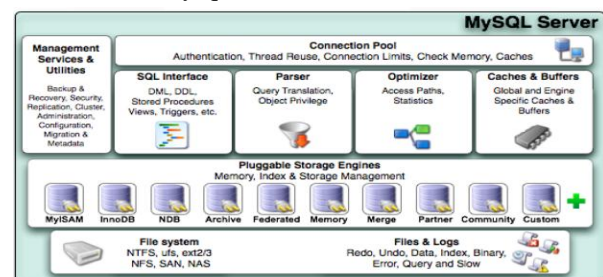 MySQL Server
Management
Services &
Utilities
Backup &
Recovery, Security,
Replication, Cluster,
Administration,
Configuration,
Migration &
Metadata
Connection Pool
Authentication, Thread Reuse, Connection Limits, Check Memory, Caches
SQL Interface
DML, DDL,
Stored Procedures
Views, Triggers, etc.
Parser
Query Translation,
Object Privilege
Optimizer
Access Paths,
Statistics
Caches & Buffers
Global and Engine
Specific Caches &
Buffers
Pluggable Storage Engines
Memory, Index & Storage Management
MyISAM InnoDB NDB Archive Federated Memory Merge Partner Community Custom
File system
NTFS, ufs, ext2/3
NFS, SAN, NAS
Files & Logs
Redo, Undo, Data, Index, Binary,
Error, Query and Slow